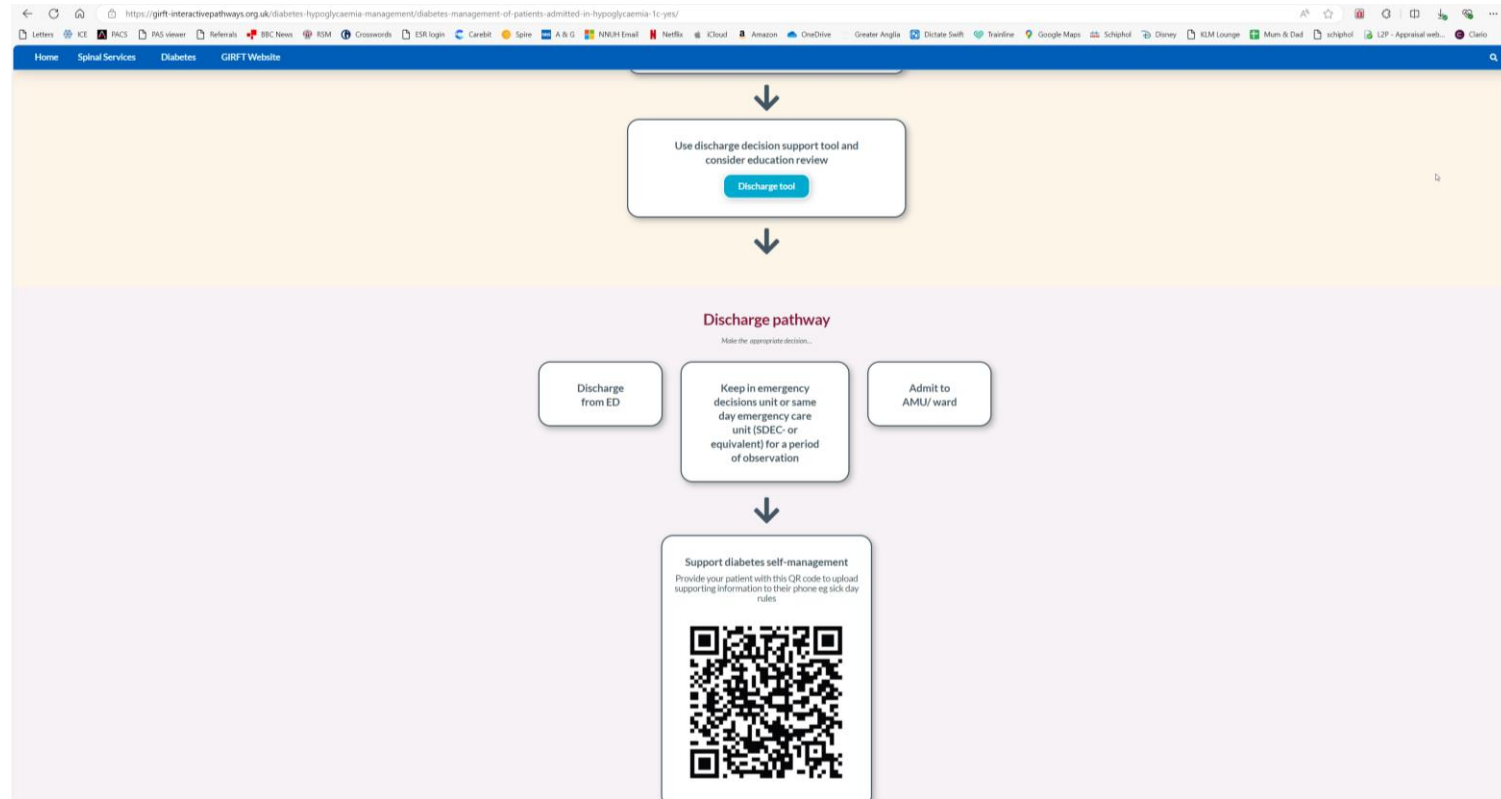 https://girft-interactivepathways.org.uk/diabetes-hypoglycaemia-management/diabetes-management-of-patients-admitted-in-hypoglycaemia-1c-yes/
Letters ICE PACS PAS viewer Referrals BBC News RSM Crosswords ESR login Carebit Spire A & G NNUH Email Netflix iCloud Amazon OneDrive Greater Anglia Dictate Swift Trainline Google Maps Schiphol Disney KLM Lounge Mum & Dad schiphol L2P - Appraisal web... Clario
Home Spinal Services Diabetes GIRFT Website
Use discharge decision support tool and
consider education review
Discharge tool
Discharge pathway
Make the appropriate decision...
Discharge
from ED
Keep in emergency
decisions unit or same
day emergency care
unit (SDEC- or
equivalent) for a period
of observation
Admit to
AMU/ ward
Support diabetes self-management
Provide your patient with this QR code to upload
supporting information to their phone eg sick day
rules